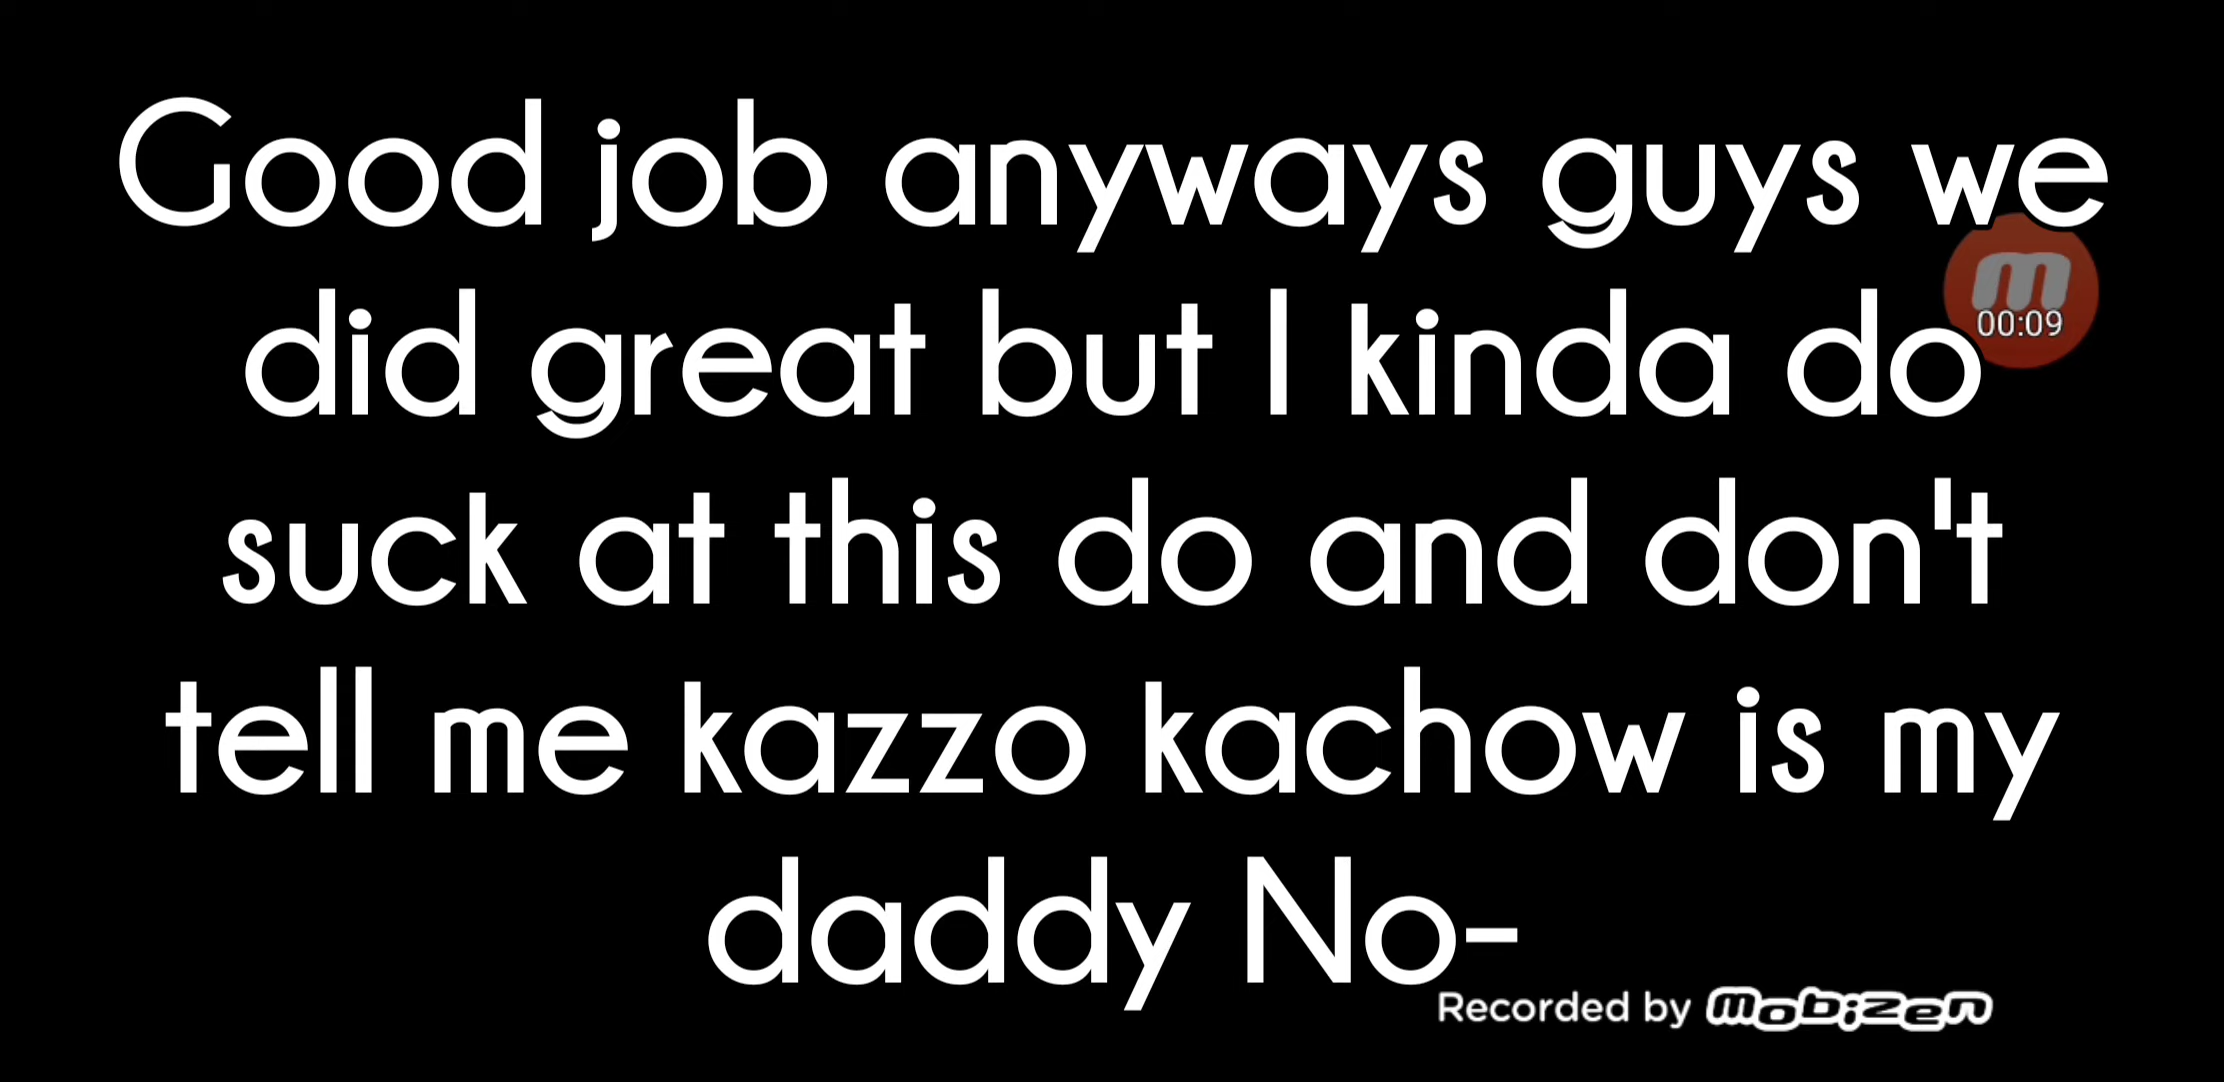 Good job anyways guys we
did great but I kinda do
suck at this do and don't
tell me kazzo kachow is my
daddy No-
m
00:09
Recorded by mobizen